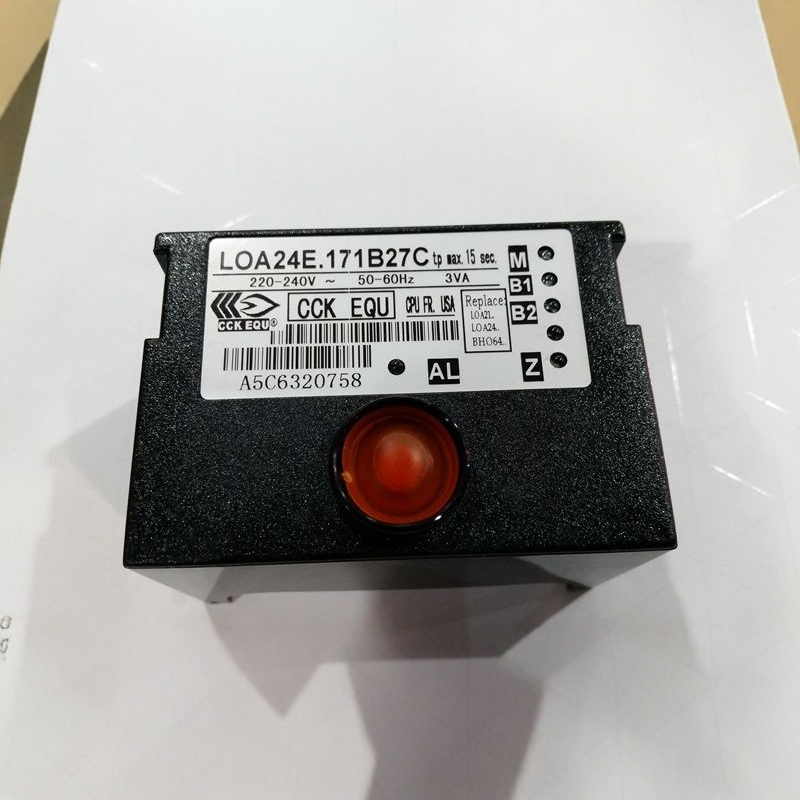 LOA24E.171B27C tp max. 15 sec.
220-240V ~ 50-60Hz 3VA
CCK EQU®
CCK EQU
CPU FR. USA
Replace:
LOA21..
LOA24..
BHO64..
M
B1
B2
Z
AL
A5C6320758